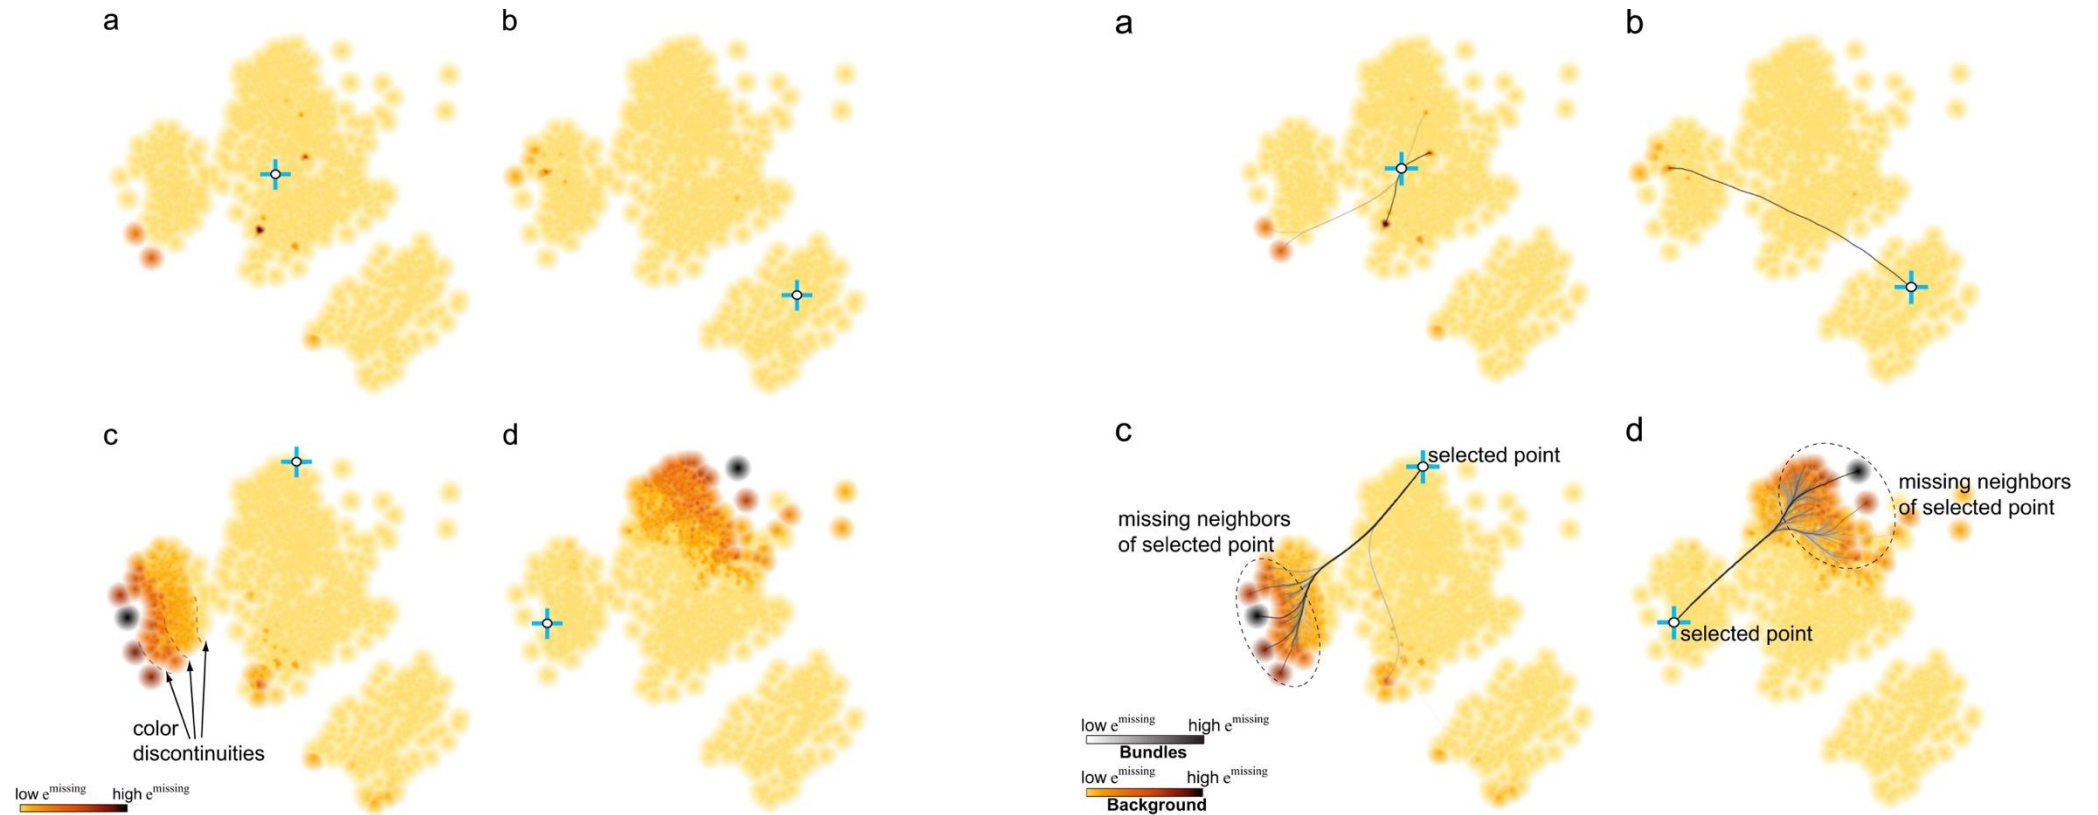 a
b
a
b
c
d
color
discontinuities
low e^missing high e^missing
c
d
selected point
missing neighbors
of selected point
missing neighbors
of selected point
selected point
low e^missing high e^missing
Bundles
low e^missing high e^missing
Background